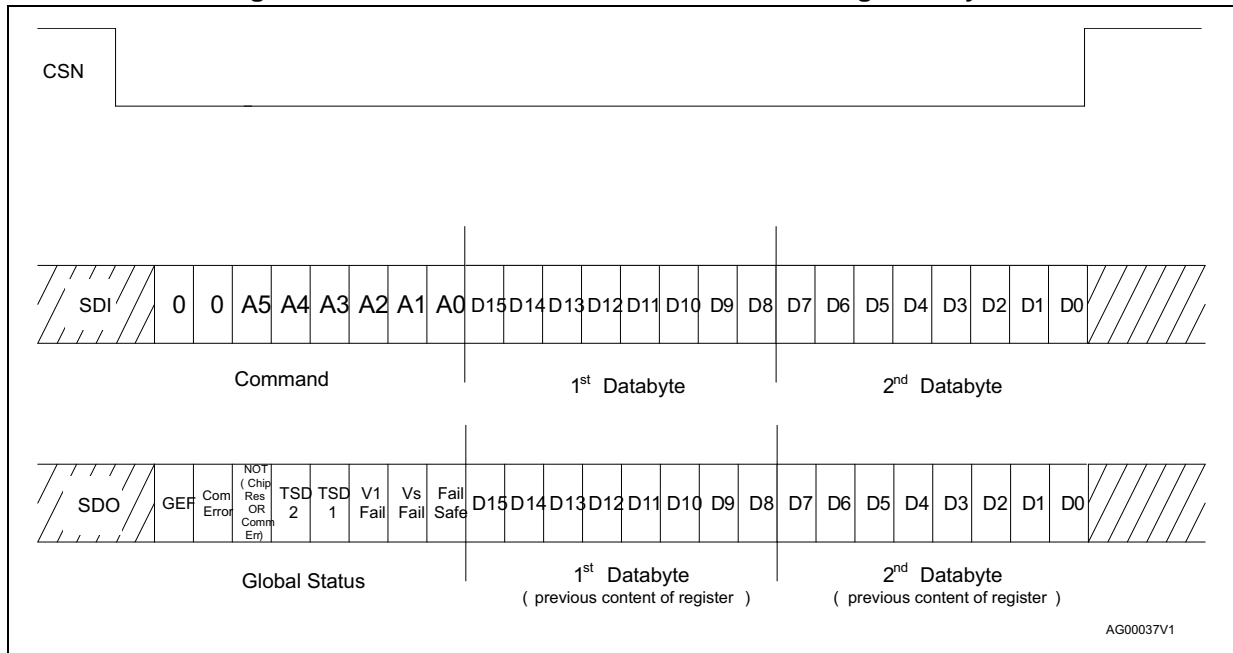 CSN
SDI 0 0 A5 A4 A3 A2 A1 A0 D15 D14 D13 D12 D11 D10 D9 D8 D7 D6 D5 D4 D3 D2 D1 D0
Command 1st Databyte 2nd Databyte
SDO GEF Com Error NOT ( Chip Res OR Comm Err) TSD 2 TSD 1 V1 Fail Vs Fail Fail Safe D15 D14 D13 D12 D11 D10 D9 D8 D7 D6 D5 D4 D3 D2 D1 D0
Global Status 1st Databyte 2nd Databyte
( previous content of register ) ( previous content of register )
AG00037V1